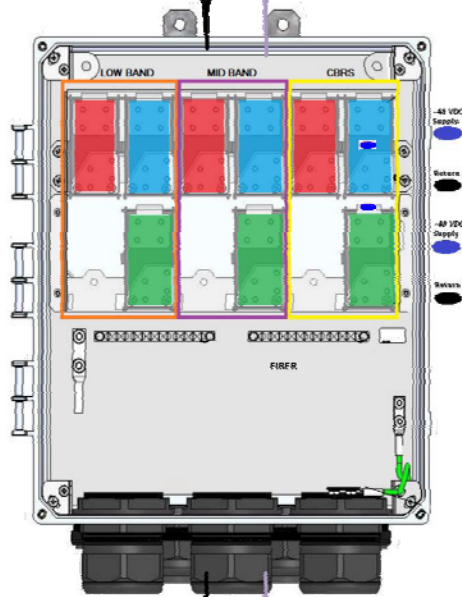 LOW BAND
MID BAND
CBRS
-48 VDC
Supply
Return
-48 VDC
Supply
Return
FIBER